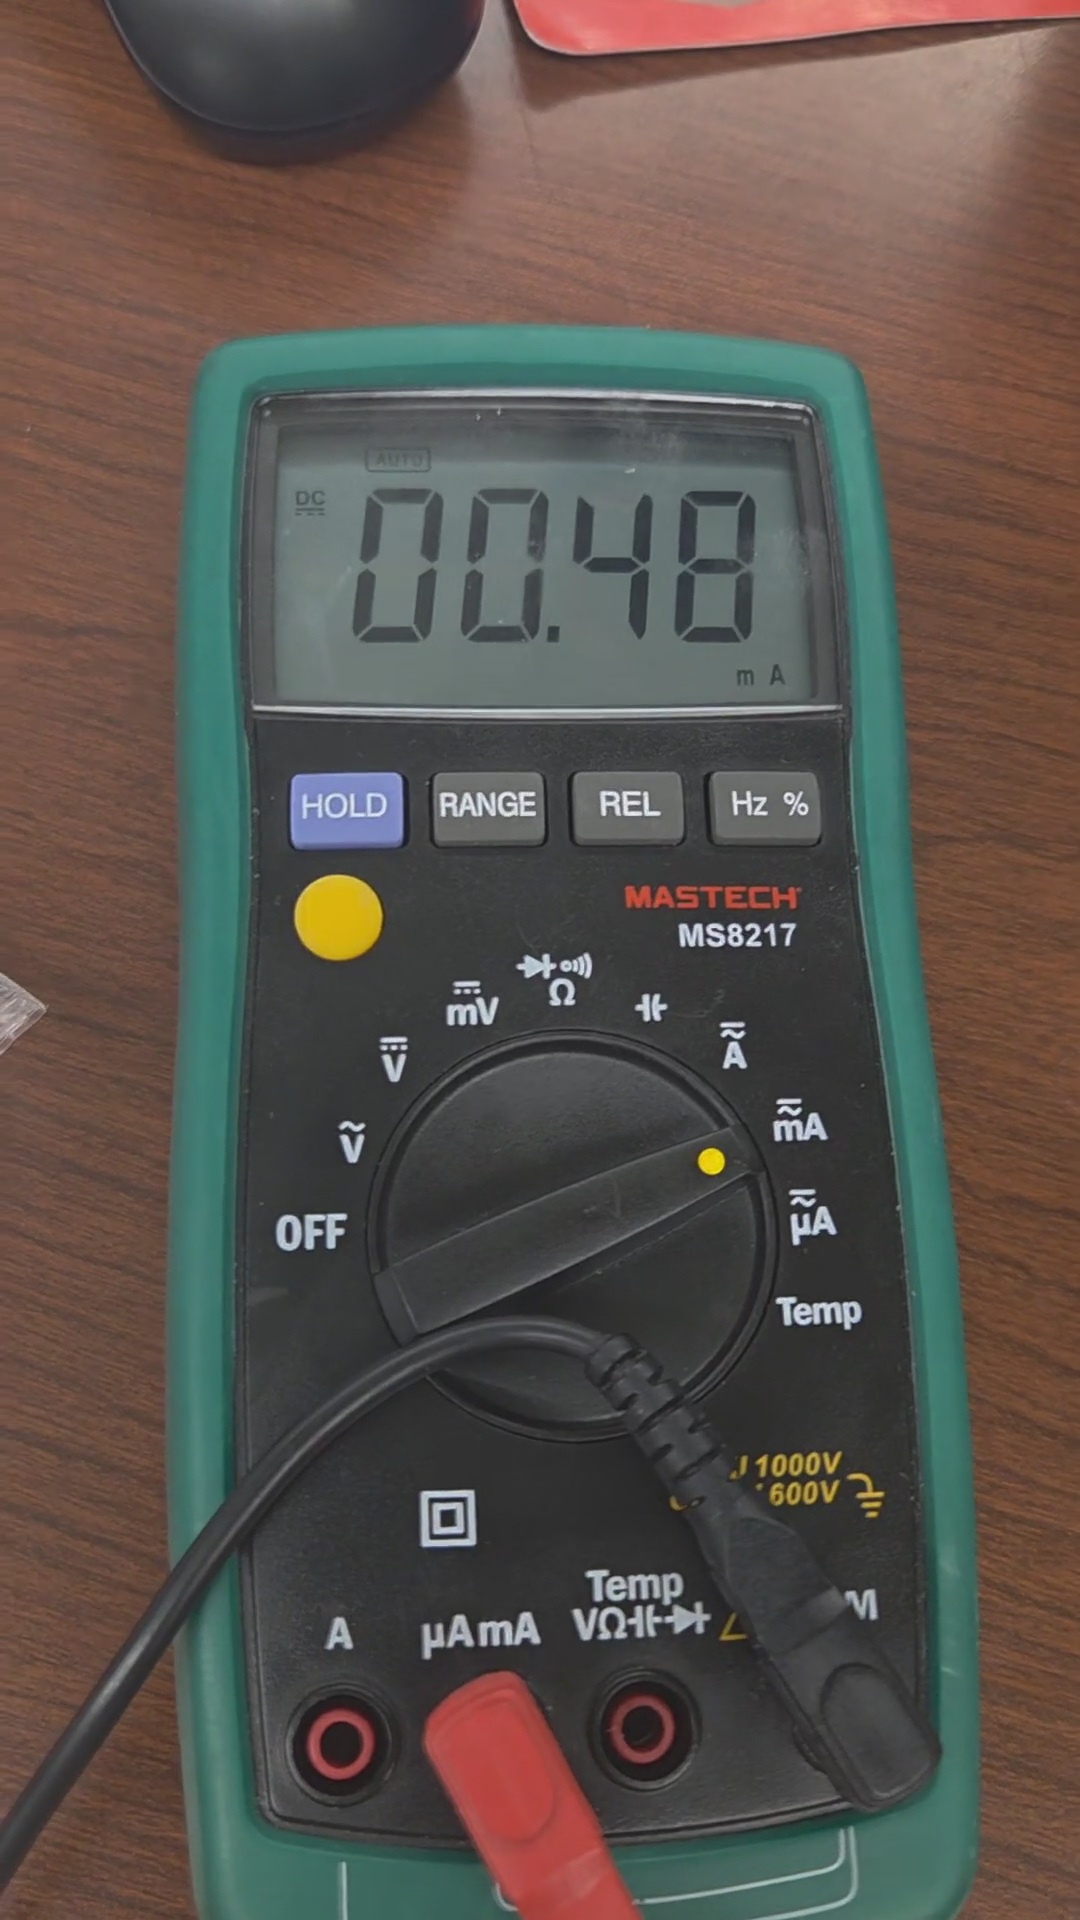 AUTO
DC
00.48
m A
HOLD RANGE REL Hz %
MASTECH
MS8217
mV
Ω
V
A
mA
V
µA
OFF
Temp
1000V
600V
Temp
A µAmA VΩ
M